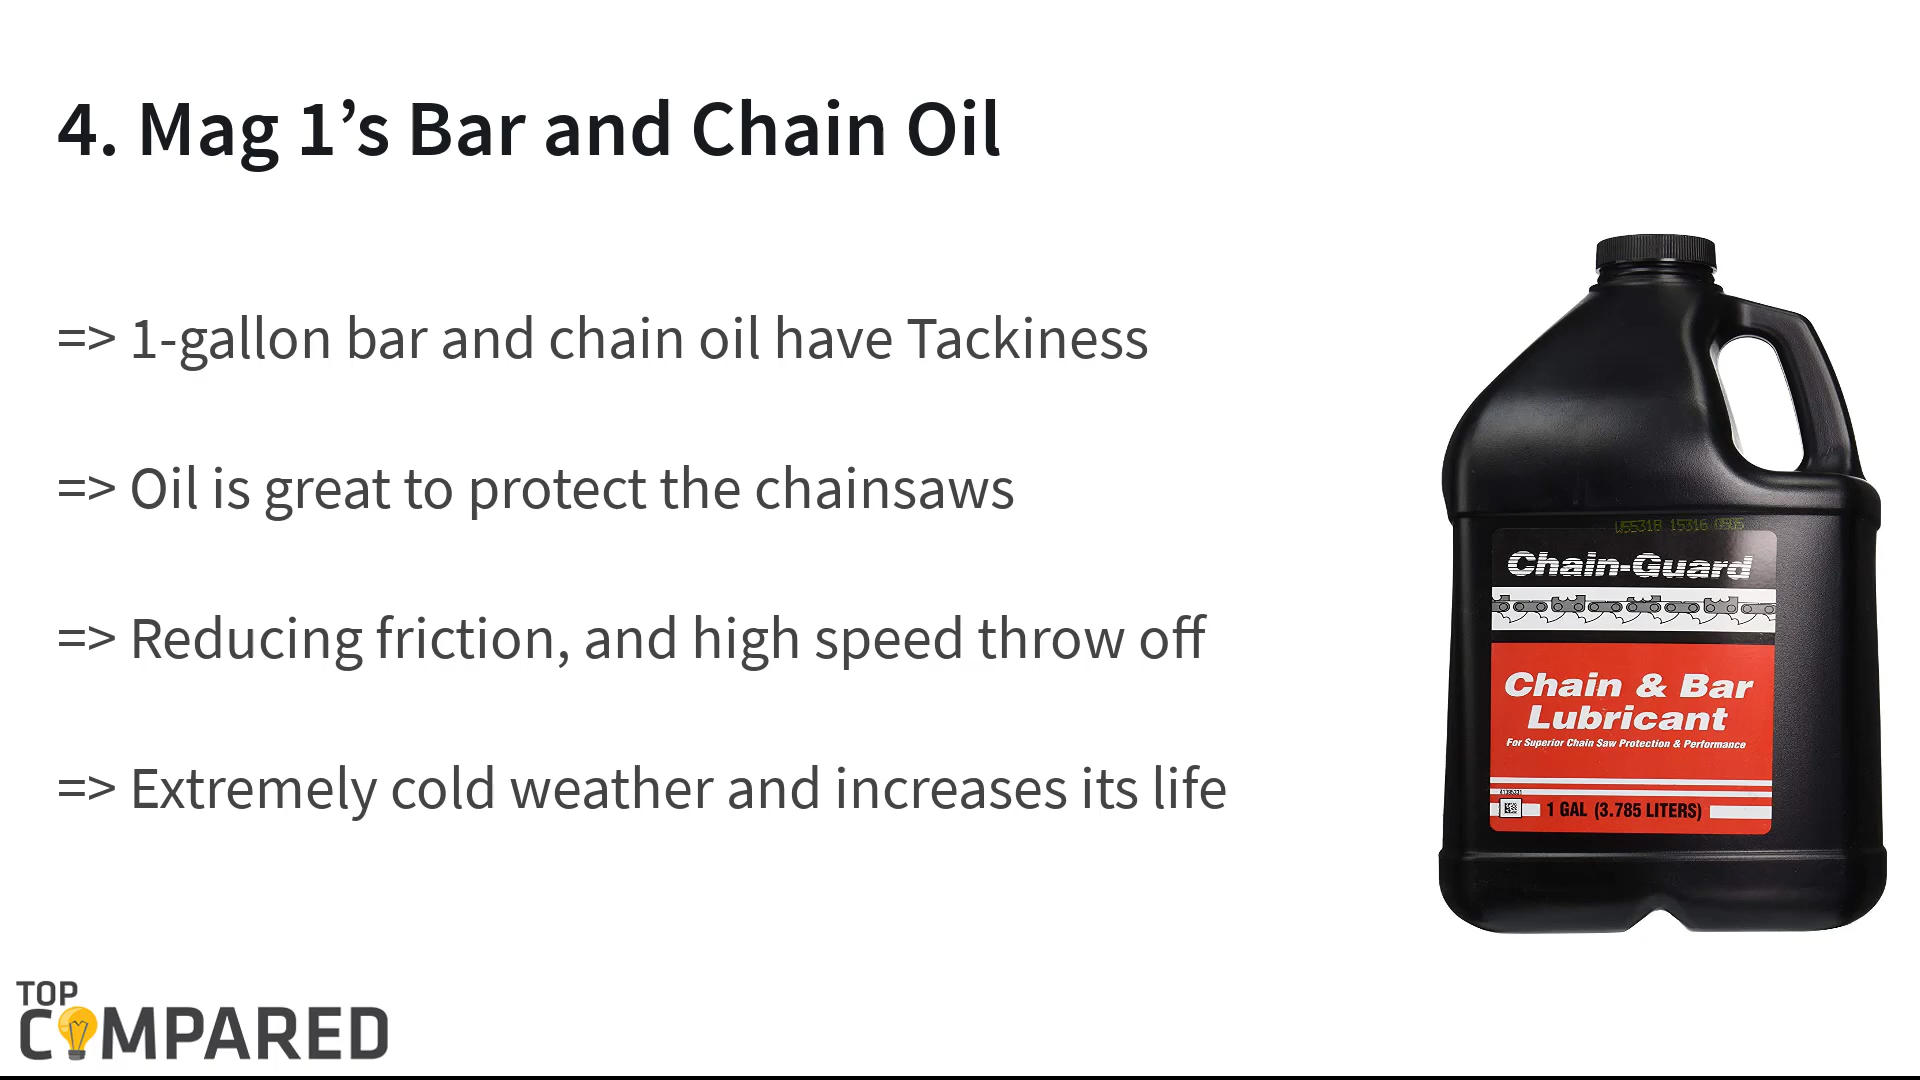 4. Mag 1’s Bar and Chain Oil
=> 1-gallon bar and chain oil have Tackiness
=> Oil is great to protect the chainsaws
=> Reducing friction, and high speed throw off
=> Extremely cold weather and increases its life
Chain-Guard
Chain & Bar
Lubricant
For Superior Chain Saw Protection & Performance
1 GAL (3.785 LITERS)
TOP
COMPARED